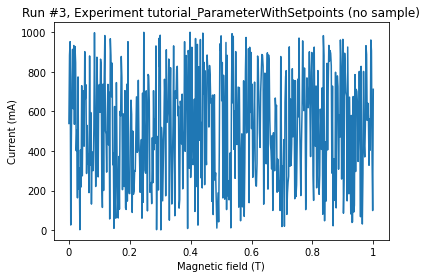 Run #3, Experiment tutorial_ParameterWithSetpoints (no sample)
1000
800
600
400
200
0
Current (mA)
0 0.2 0.4 0.6 0.8 1
Magnetic field (T)